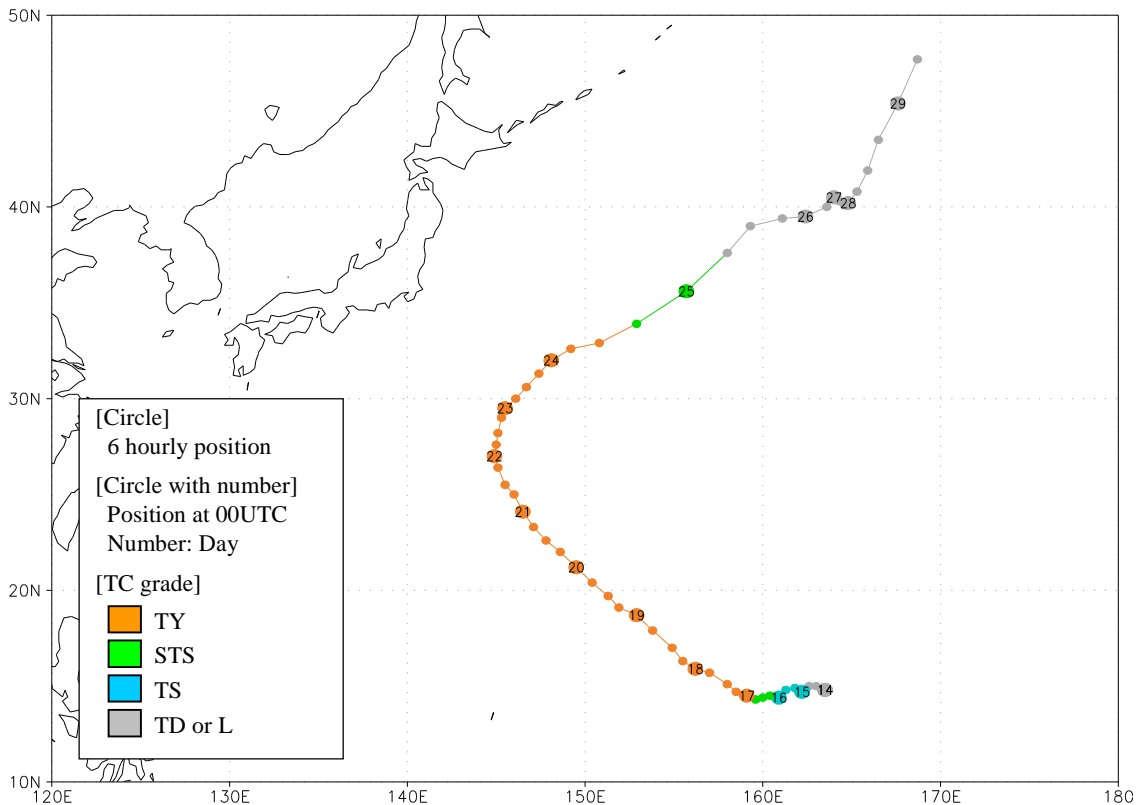 50N
40N
30N
20N
10N
29
27
28
26
25
24
23
22
21
20
19
18
17
16
15
14
[Circle]
6 hourly position
[Circle with number]
Position at 00UTC
Number: Day
[TC grade]
TY
STS
TS
TD or L
120E 130E 140E 150E 160E 170E 180